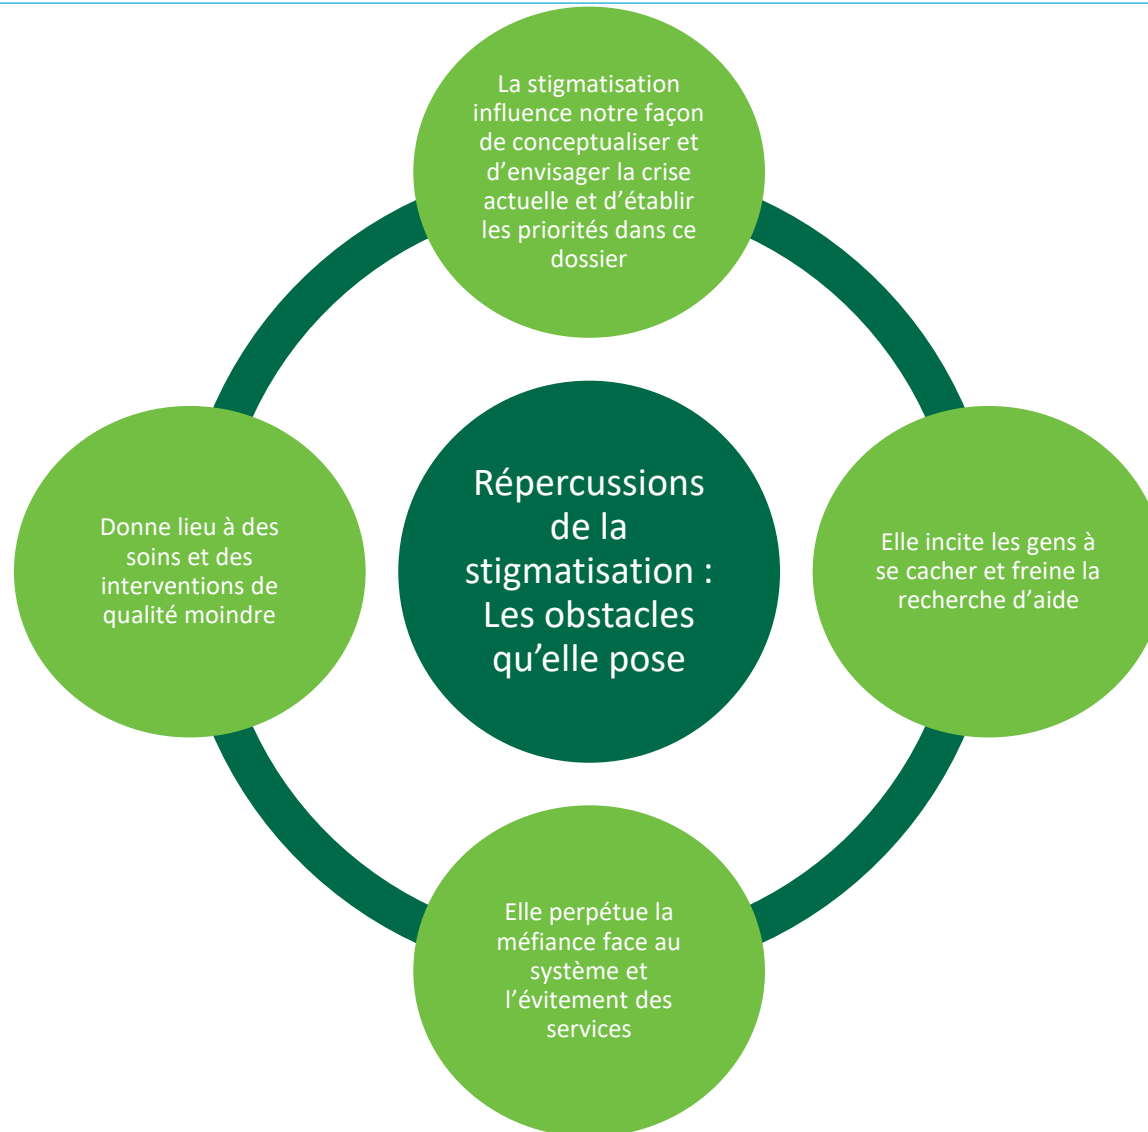 La stigmatisation
influence notre façon
de conceptualiser et
d’envisager la crise
actuelle et d’établir
les priorités dans ce
dossier
Donne lieu à des
soins et des
interventions de
qualité moindre
Répercussions
de la
stigmatisation :
Les obstacles
qu’elle pose
Elle incite les gens à
se cacher et freine la
recherche d’aide
Elle perpétue la
méfiance face au
système et
l’évitement des
services